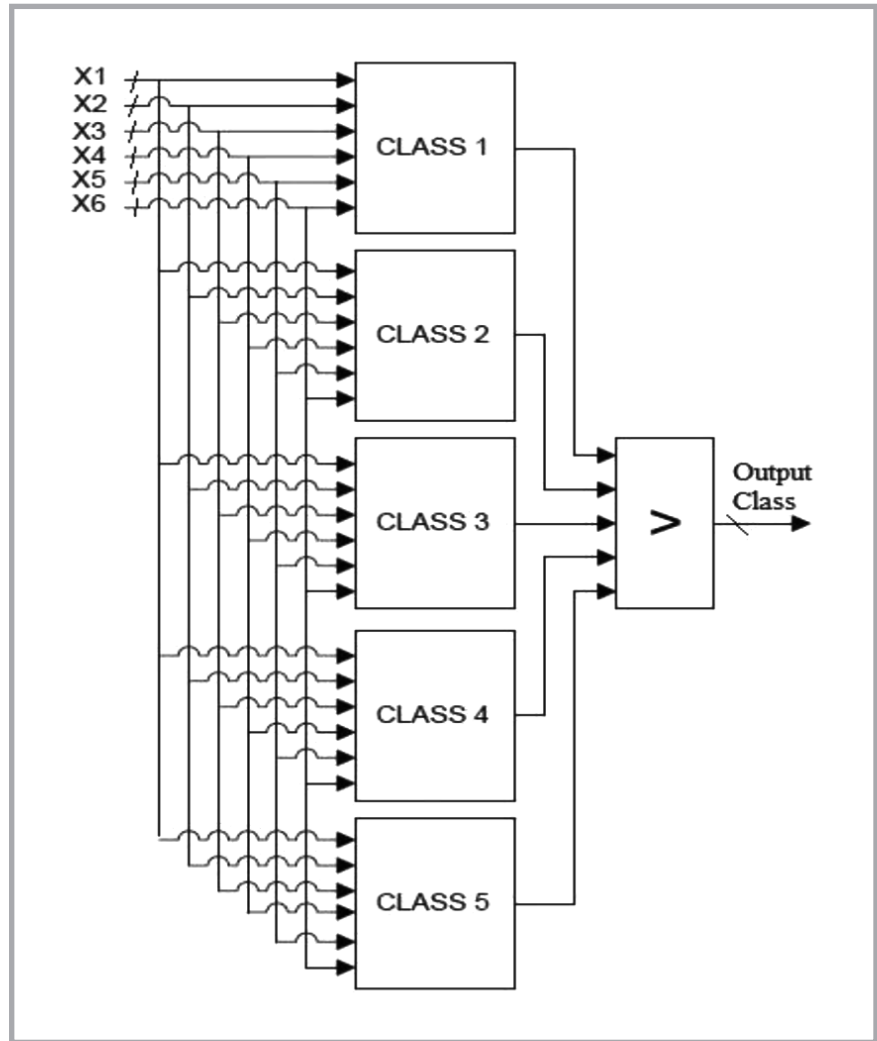 X1
X2
X3
X4
X5
X6
CLASS 1
CLASS 2
CLASS 3
CLASS 4
CLASS 5
>
Output
Class